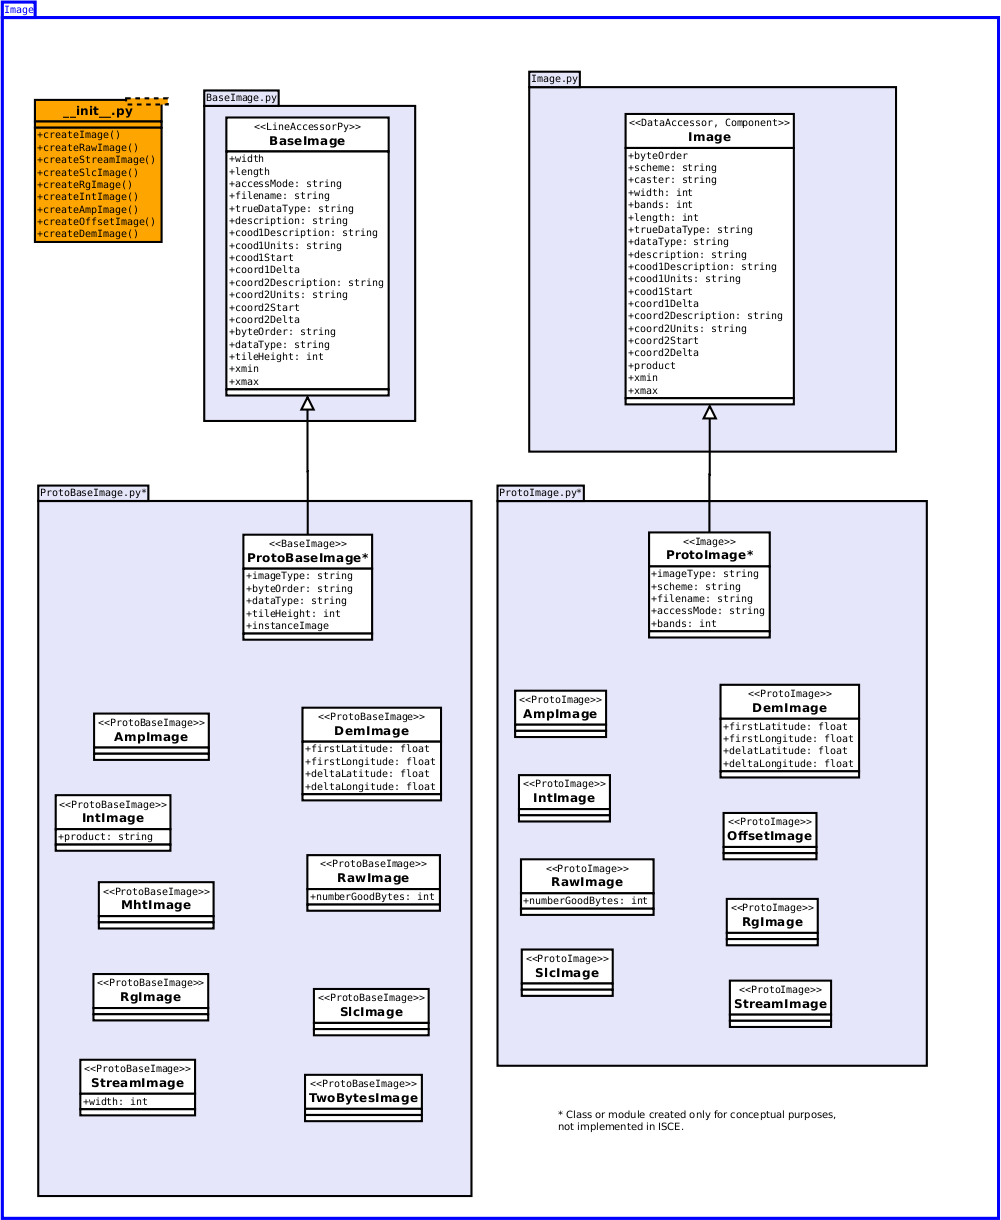 Image
__init__.py
+createImage()
+createRawImage()
+createStreamImage()
+createSlcImage()
+createRgImage()
+createIntImage()
+createAmpImage()
+createOffsetImage()
+createDemImage()
BaseImage.py
<<LineAccessorPy>>
BaseImage
+width
+length
+accessMode: string
+filename: string
+trueDataType: string
+description: string
+cood1Description: string
+cood1Units: string
+cood1Start
+coord1Delta
+coord2Description: string
+coord2Units: string
+coord2Start
+coord2Delta
+byteOrder: string
+dataType: string
+tileHeight: int
+xmin
+xmax
Image.py
<<DataAccessor, Component>>
Image
+byteOrder
+scheme: string
+caster: string
+width: int
+bands: int
+length: int
+trueDataType: string
+dataType: string
+description: string
+cood1Description: string
+cood1Units: string
+cood1Start
+coord1Delta
+coord2Description: string
+coord2Units: string
+coord2Start
+coord2Delta
+product
+xmin
+xmax
ProtoBaseImage.py*
<<BaseImage>>
ProtoBaseImage*
+imageType: string
+byteOrder: string
+dataType: string
+tileHeight: int
+instanceImage
<<ProtoBaseImage>>
AmpImage
<<ProtoBaseImage>>
DemImage
+firstLatitude: float
+firstLongitude: float
+deltaLatitude: float
+deltaLongitude: float
<<ProtoBaseImage>>
IntImage
+product: string
<<ProtoBaseImage>>
RawImage
+numberGoodBytes: int
<<ProtoBaseImage>>
MhtImage
<<ProtoBaseImage>>
RgImage
<<ProtoBaseImage>>
SlcImage
<<ProtoBaseImage>>
StreamImage
+width: int
<<ProtoBaseImage>>
TwoBytesImage
ProtoImage.py*
<<Image>>
ProtoImage*
+imageType: string
+scheme: string
+filename: string
+accessMode: string
+bands: int
<<ProtoImage>>
AmpImage
<<ProtoImage>>
DemImage
+firstLatitude: float
+firstLongitude: float
+delatLatitude: float
+deltaLongitude: float
<<ProtoImage>>
IntImage
<<ProtoImage>>
OffsetImage
<<ProtoImage>>
RawImage
+numberGoodBytes: int
<<ProtoImage>>
RgImage
<<ProtoImage>>
SlcImage
<<ProtoImage>>
StreamImage
* Class or module created only for conceptual purposes,
not implemented in ISCE.